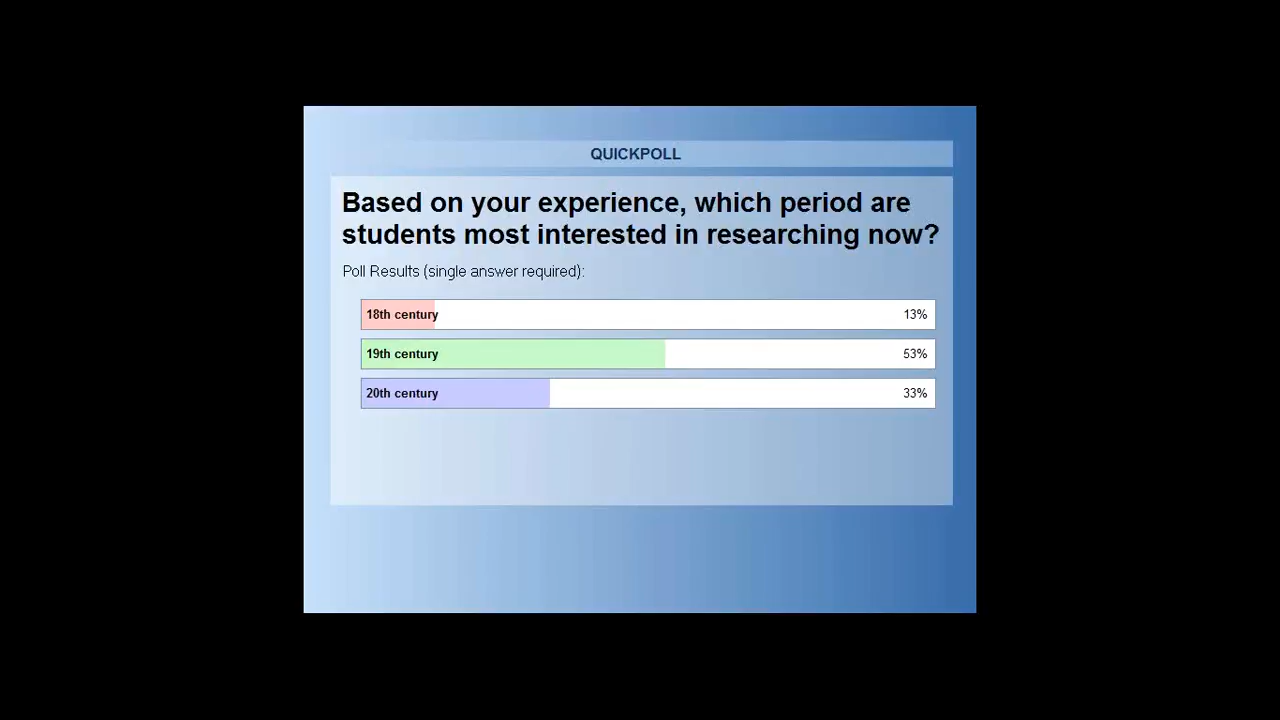 QUICKPOLL
Based on your experience, which period are
students most interested in researching now?
Poll Results (single answer required):
18th century 13%
19th century 53%
20th century 33%